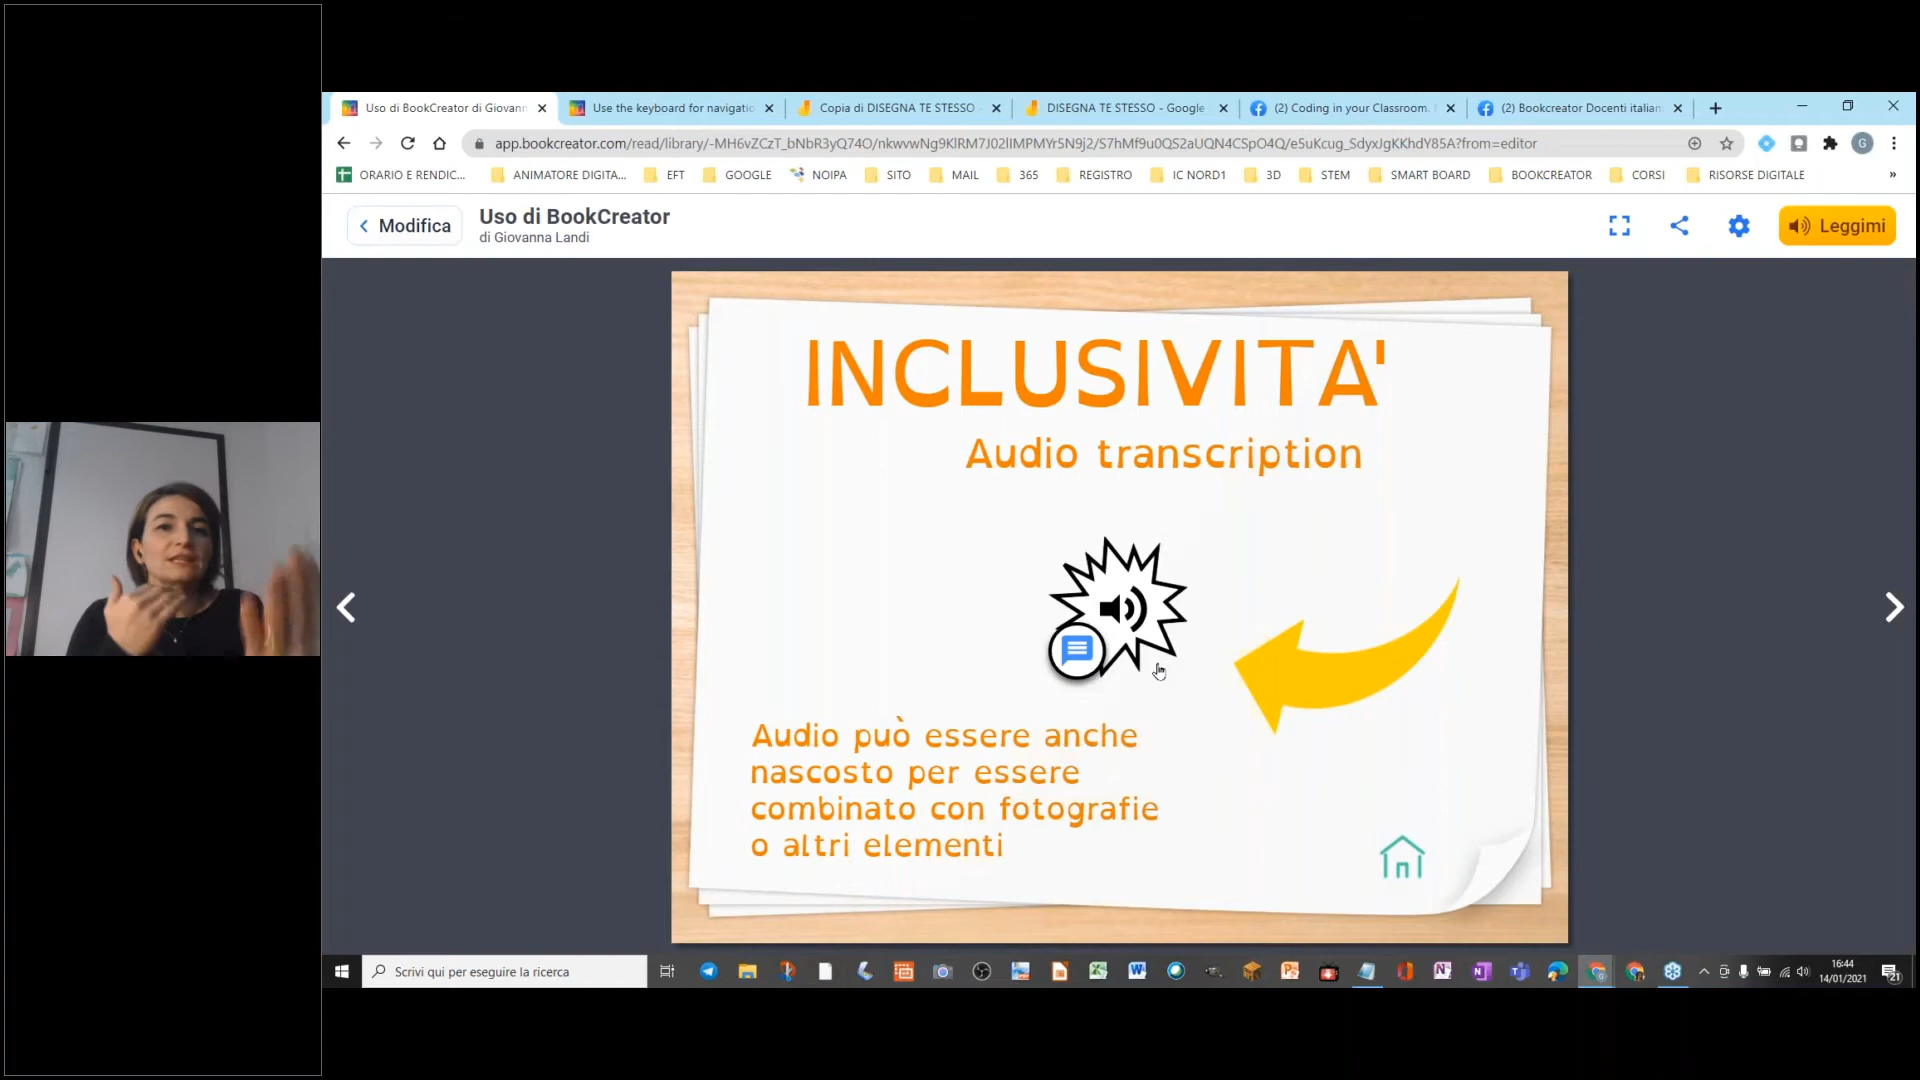 Uso di BookCreator di Giovann
Use the keyboard for navigatio
Copia di DISEGNA TE STESSO -
DISEGNA TE STESSO - Google
(2) Coding in your Classroom.
(2) Bookcreator Docenti italian
app.bookcreator.com/read/library/-MH6vZCzT_bNbR3yQ74O/nkwvwNg9KlRM7J02lIMPMYr5N9j2/S7hMf9u0QS2aUQN4CSpO4Q/e5uKcug_SdyxJgKKhdY85A?from=editor
G
ORARIO E RENDIC...
ANIMATORE DIGITA...
EFT
GOOGLE
NOIPA
SITO
MAIL
365
REGISTRO
IC NORD1
3D
STEM
SMART BOARD
BOOKCREATOR
CORSI
RISORSE DIGITALE
»
Modifica
Uso di BookCreator
di Giovanna Landi
Leggimi
INCLUSIVITA'
Audio transcription
Audio può essere anche
nascosto per essere
combinato con fotografie
o altri elementi
Scrivi qui per eseguire la ricerca
16:44
14/01/2021
21